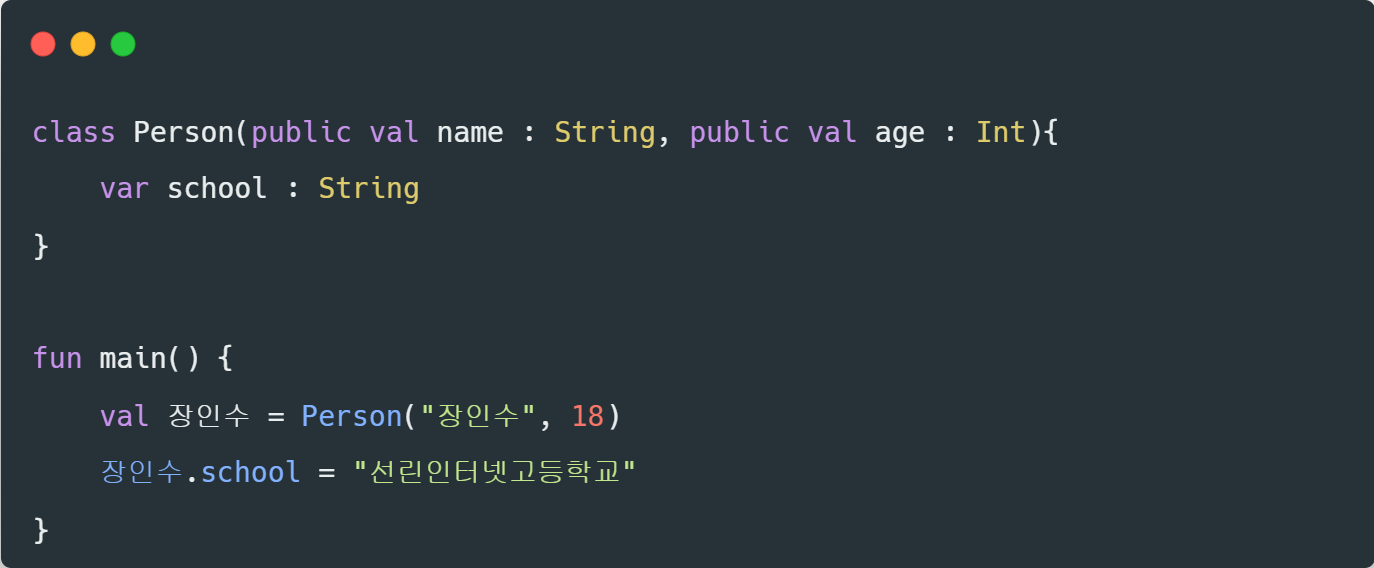 class Person(public val name : String, public val age : Int){
    var school : String
}

fun main() {
    val 장인수 = Person("장인수", 18)
    장인수.school = "선린인터넷고등학교"
}